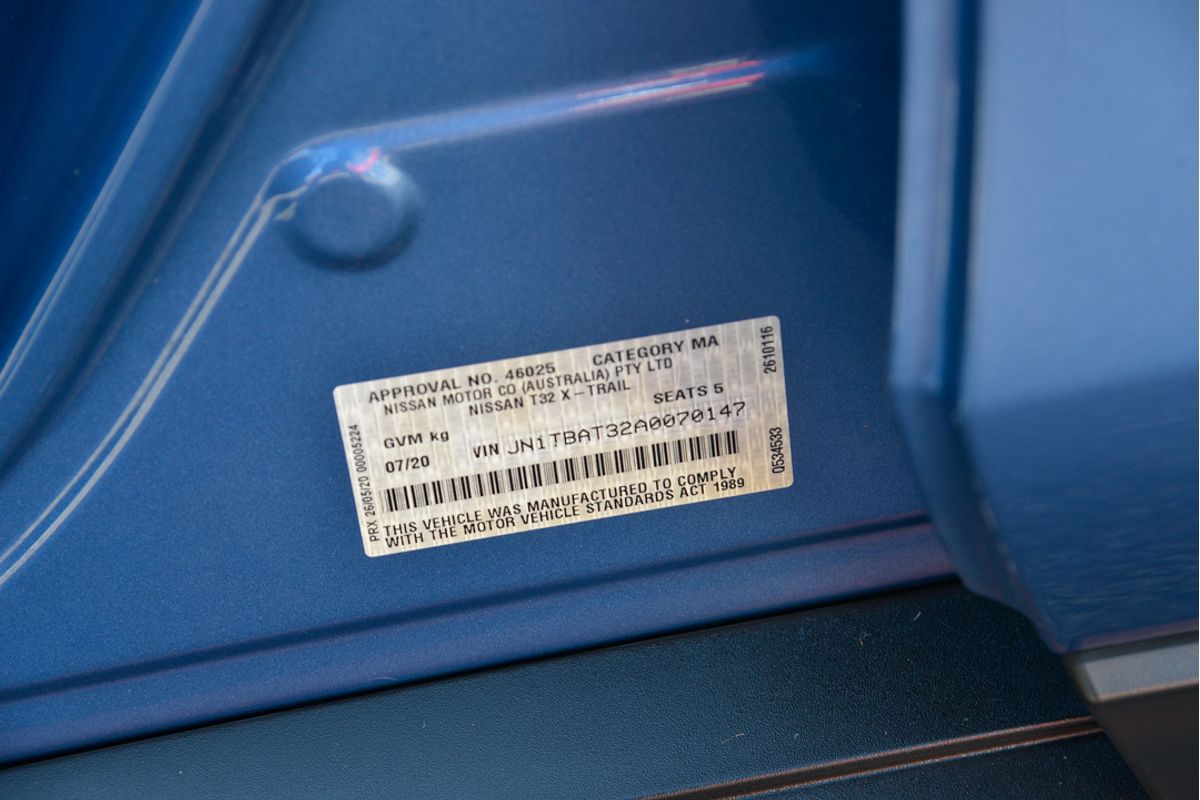 APPROVAL NO. 46025 CATEGORY MA
NISSAN MOTOR CO (AUSTRALIA) PTY LTD
NISSAN T32 X-TRAIL
SEATS 5
GVM kg
07/20 VIN JN1TBAT32A0070147
THIS VEHICLE WAS MANUFACTURED TO COMPLY
WITH THE MOTOR VEHICLE STANDARDS ACT 1989
PRX 26/05/20 00005224
2610116
0534533